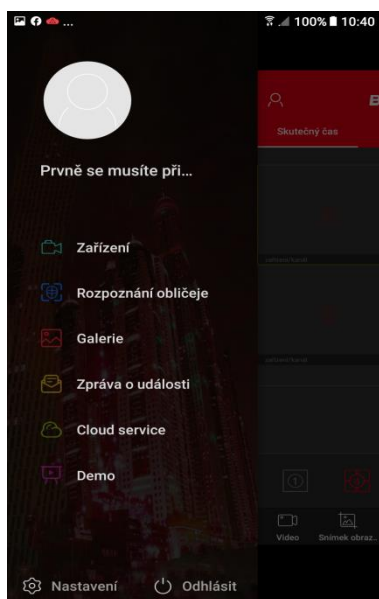 ... 100% 10:40
Prvně se musíte při...
Skutečný čas
Zařízení
Rozpoznání obličeje
Galerie
Zpráva o události
Cloud service
Demo
Video
Snímek obraz..
Nastavení
Odhlásit